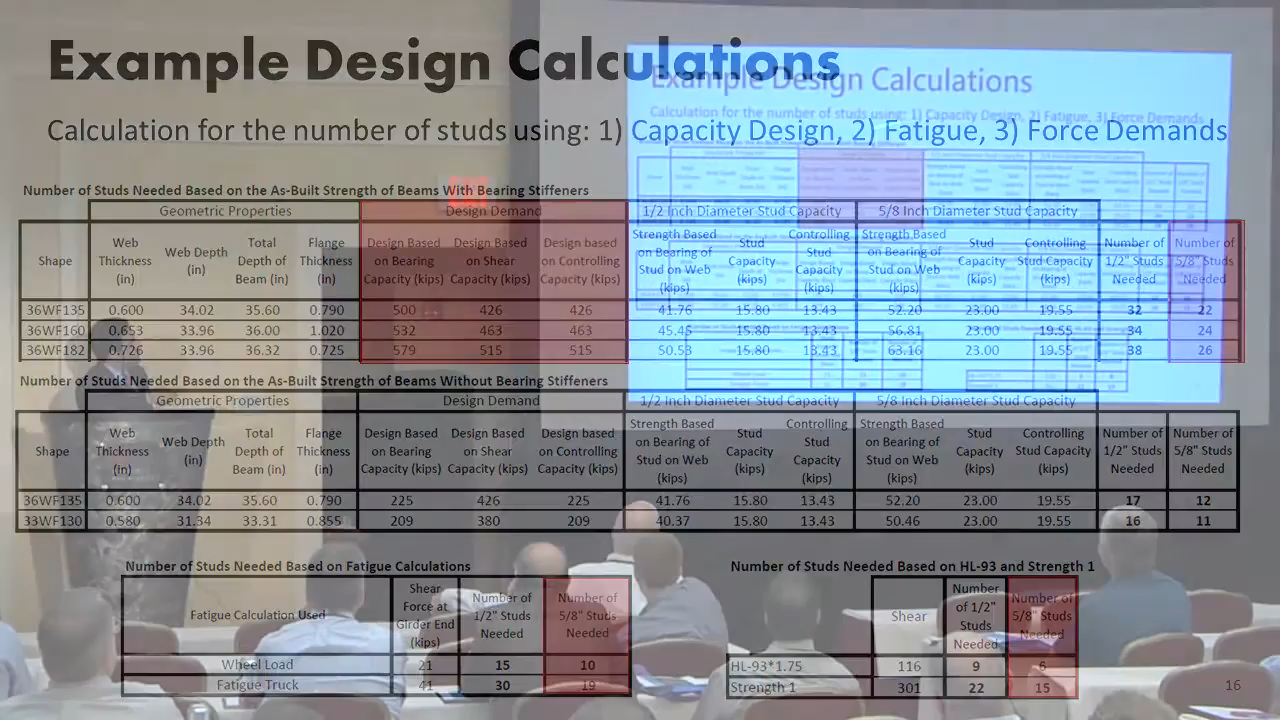 Example Design Calculations
Calculation for the number of studs using: 1) Capacity Design, 2) Fatigue, 3) Force Demands
Number of Studs Needed Based on the As-Built Strength of Beams With Bearing Stiffeners
Geometric Properties Design Demand 1/2 Inch Diameter Stud Capacity 5/8 Inch Diameter Stud Capacity
Shape Web Thickness (in) Web Depth (in) Total Depth of Beam (in) Flange Thickness (in) Design Based on Bearing Capacity (kips) Design Based on Shear Capacity (kips) Design based on Controlling Capacity (kips) Strength Based on Bearing of Stud on Web (kips) Stud Capacity (kips) Controlling Stud Capacity (kips) Strength Based on Bearing of Stud on Web (kips) Stud Capacity (kips) Controlling Stud Capacity (kips) Number of 1/2" Studs Needed Number of 5/8" Studs Needed
36WF135 0.600 34.02 35.60 0.790 500 426 426 41.76 15.80 13.43 52.20 23.00 19.55 32 22
36WF160 0.653 33.96 36.00 1.020 532 463 463 45.45 15.80 13.43 56.81 23.00 19.55 34 24
36WF182 0.726 33.96 36.32 0.725 579 515 515 50.53 15.80 13.43 63.16 23.00 19.55 38 26
Number of Studs Needed Based on the As-Built Strength of Beams Without Bearing Stiffeners
Geometric Properties Design Demand 1/2 Inch Diameter Stud Capacity 5/8 Inch Diameter Stud Capacity
Shape Web Thickness (in) Web Depth (in) Total Depth of Beam (in) Flange Thickness (in) Design Based on Bearing Capacity (kips) Design Based on Shear Capacity (kips) Design based on Controlling Capacity (kips) Strength Based on Bearing of Stud on Web (kips) Stud Capacity (kips) Controlling Stud Capacity (kips) Strength Based on Bearing of Stud on Web (kips) Stud Capacity (kips) Controlling Stud Capacity (kips) Number of 1/2" Studs Needed Number of 5/8" Studs Needed
36WF135 0.600 34.02 35.60 0.790 225 426 225 41.76 15.80 13.43 52.20 23.00 19.55 17 12
33WF130 0.580 31.34 33.31 0.855 209 380 209 40.37 15.80 13.43 50.46 23.00 19.55 16 11
Number of Studs Needed Based on Fatigue Calculations
Fatigue Calculation Used Shear Force at Girder End (kips) Number of 1/2" Studs Needed Number of 5/8" Studs Needed
Wheel Load 21 15 10
Fatigue Truck 41 30 19
Number of Studs Needed Based on HL-93 and Strength 1
Shear Number of 1/2" Studs Needed Number of 5/8" Studs Needed
HL-93*1.75 116 9 6
Strength 1 301 22 15
16
Example Design Calculations
Calculation for the number of studs using: 1) Capacity Design, 2) Fatigue, 3) Force Demands